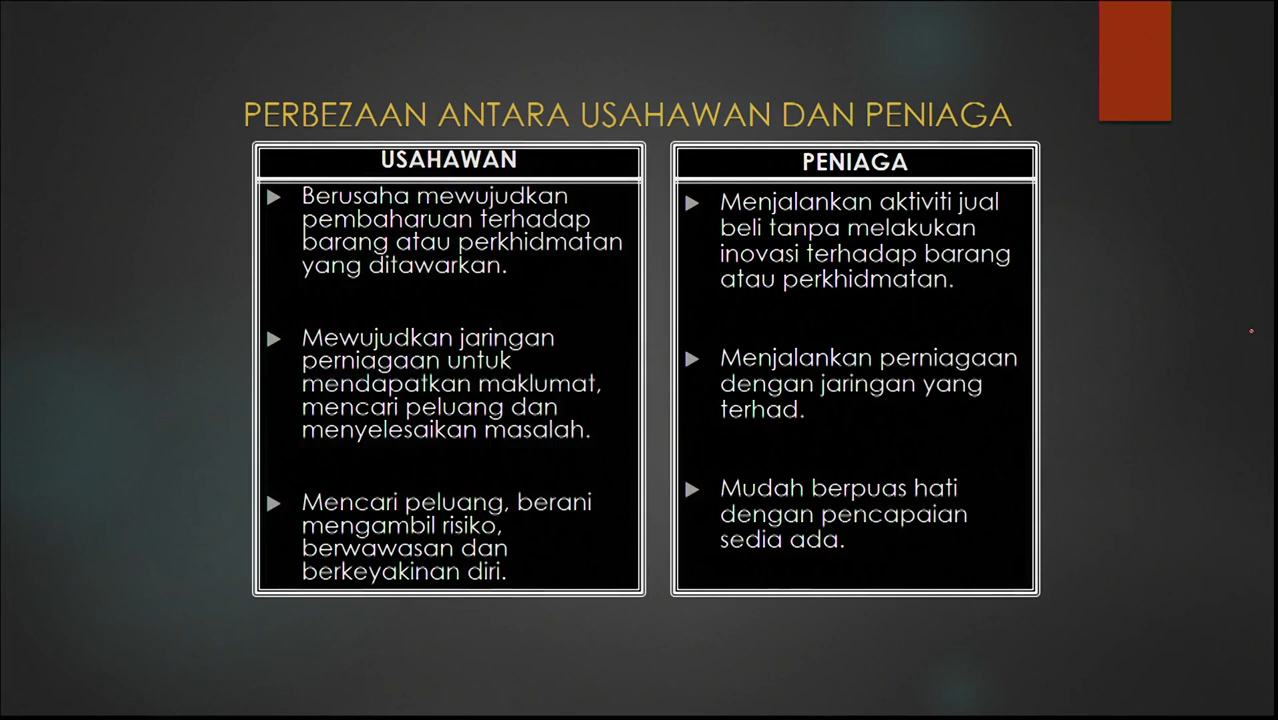 PERBEZAAN ANTARA USAHAWAN DAN PENIAGA
USAHAWAN
Berusaha mewujudkan
pembaharuan terhadap
barang atau perkhidmatan
yang ditawarkan.
Mewujudkan jaringan
perniagaan untuk
mendapatkan maklumat,
mencari peluang dan
menyelesaikan masalah.
Mencari peluang, berani
mengambil risiko,
berwawasan dan
berkeyakinan diri.
PENIAGA
Menjalankan aktiviti jual
beli tanpa melakukan
inovasi terhadap barang
atau perkhidmatan.
Menjalankan perniagaan
dengan jaringan yang
terhad.
Mudah berpuas hati
dengan pencapaian
sedia ada.